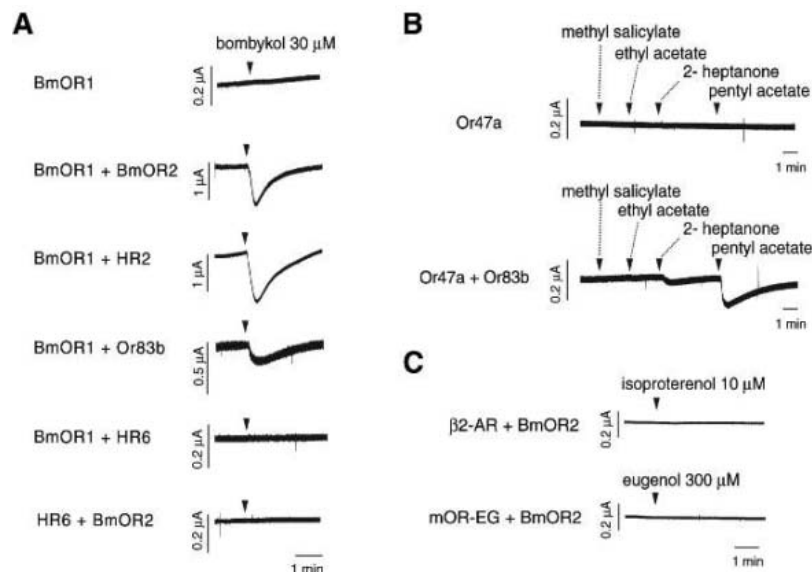 A
bombykol 30 μM
BmOR1
0.2 μA
BmOR1 + BmOR2
1 μA
BmOR1 + HR2
1 μA
BmOR1 + Or83b
0.5 μA
BmOR1 + HR6
0.2 μA
HR6 + BmOR2
0.2 μA
1 min
B
methyl salicylate
ethyl acetate
2- heptanone
pentyl acetate
Or47a
0.2 μA
1 min
methyl salicylate
ethyl acetate
2- heptanone
pentyl acetate
Or47a + Or83b
0.2 μA
1 min
C
isoproterenol 10 μM
β2-AR + BmOR2
0.2 μA
eugenol 300 μM
mOR-EG + BmOR2
0.2 μA
1 min